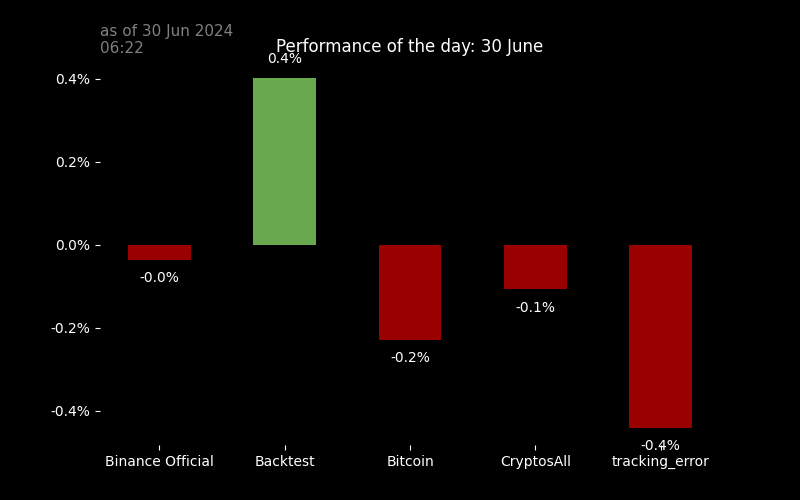 as of 30 Jun 2024
06:22
Performance of the day: 30 June
0.4%
0.4%
0.2%
0.0%
-0.2%
-0.4%
-0.0%
-0.2%
-0.1%
-0.4%
Binance Official
Backtest
Bitcoin
CryptosAll
tracking_error